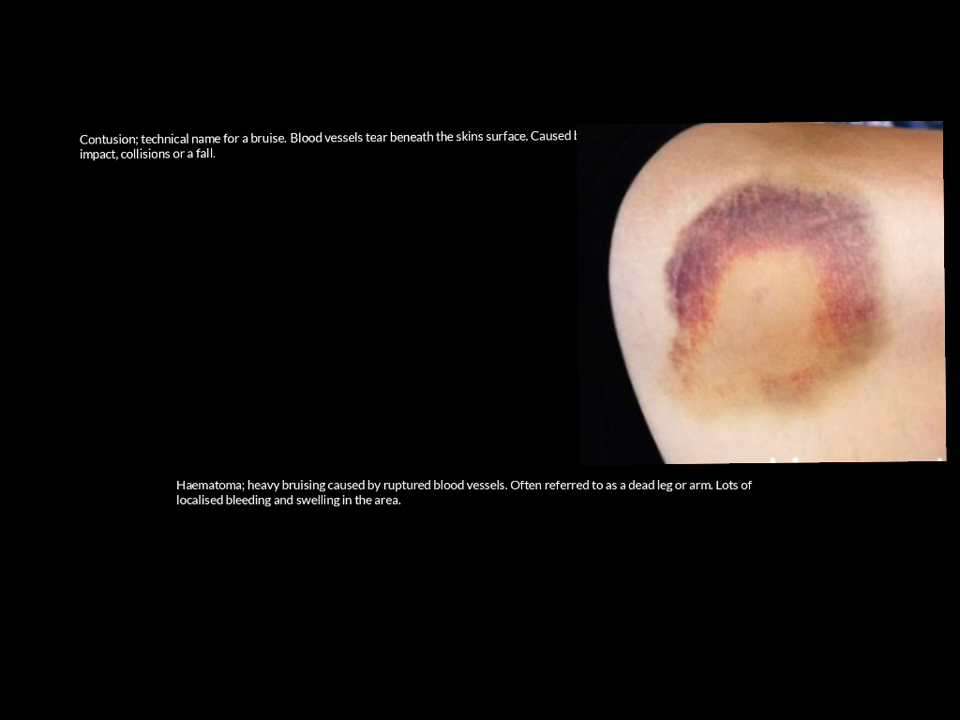 Contusion; technical name for a bruise. Blood vessels tear beneath the skins surface. Caused
impact, collisions or a fall.
Haematoma; heavy bruising caused by ruptured blood vessels. Often referred to as a dead leg or arm. Lots of
localised bleeding and swelling in the area.